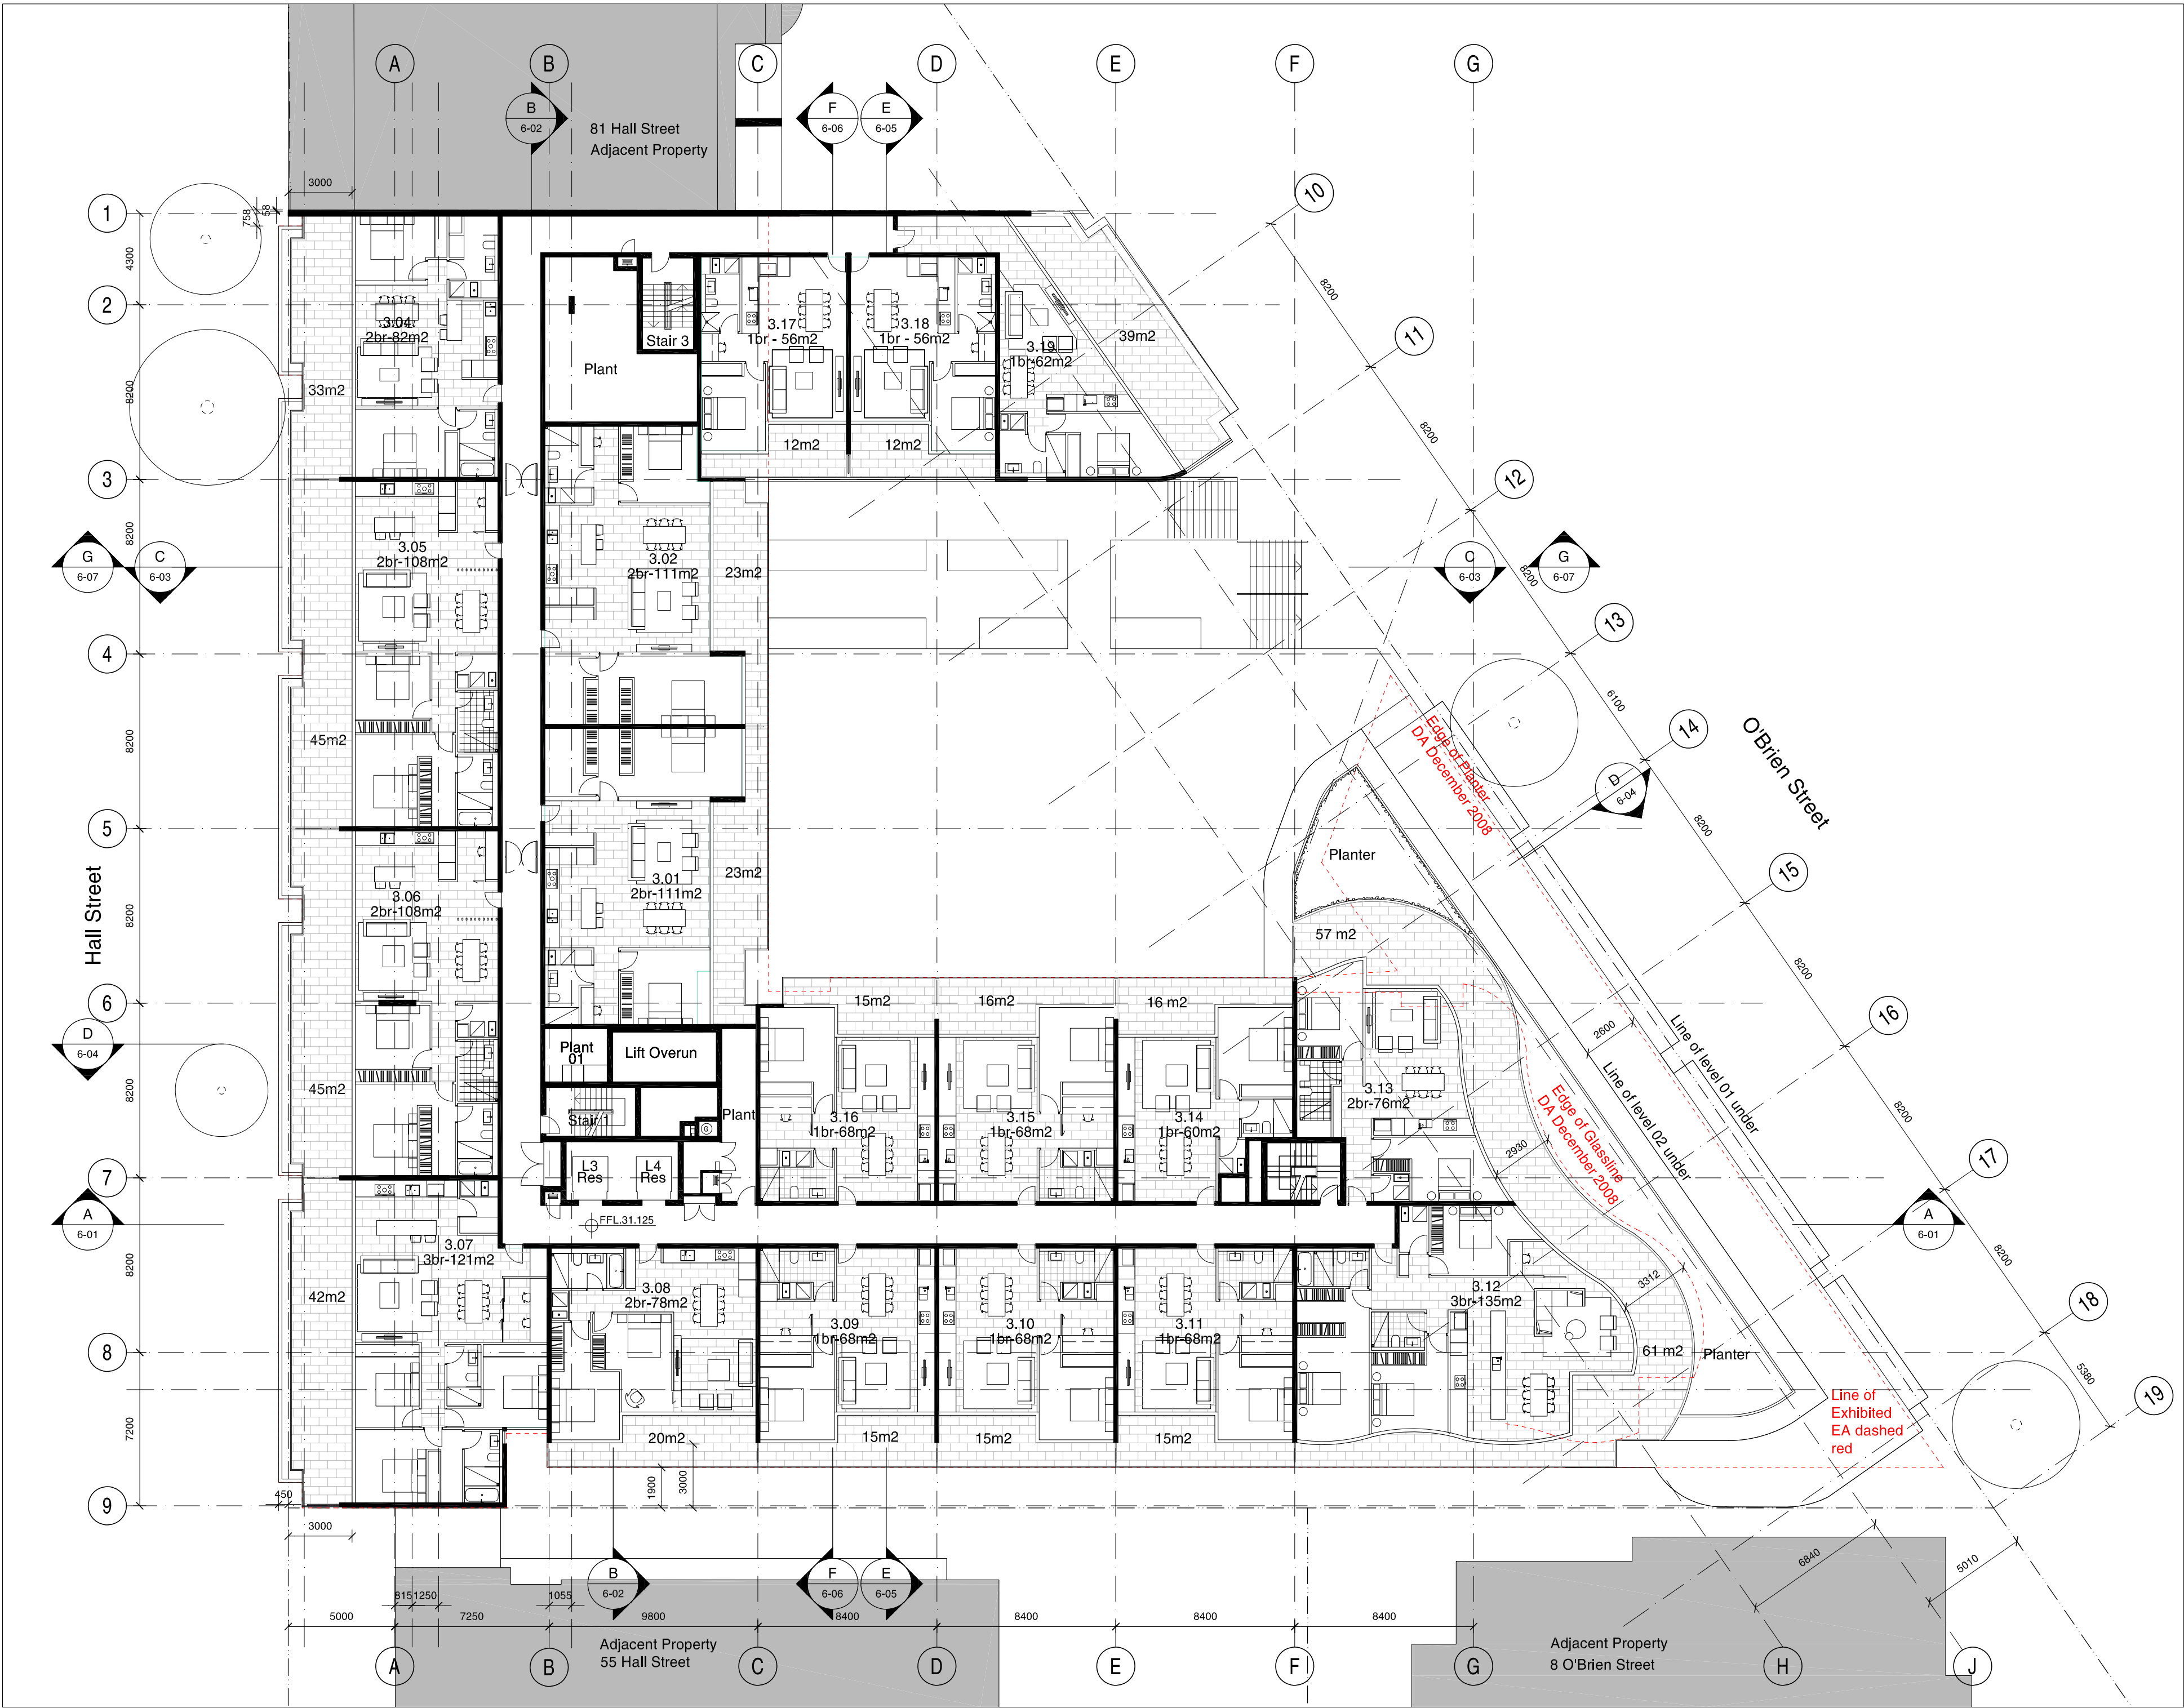 A
B
C
D
E
F
G
B
6-02
F
6-06
E
6-05
81 Hall Street
Adjacent Property
3000
758
58
1
4300
2
8200
3
8200
4
8200
5
8200
6
8200
7
8200
8
7200
9
10
8200
11
8200
12
8200
13
6100
14
8200
15
8200
16
8200
17
8200
18
5380
19
3.04
2br-82m2
33m2
Plant
Stair 3
3.17
1br - 56m2
3.18
1br - 56m2
3.19
1br-62m2
39m2
12m2
12m2
G
6-07
C
6-03
3.05
2br-108m2
3.02
2br-111m2
23m2
C
6-03
G
6-07
45m2
Edge of Planter
DA December 2008
O'Brien Street
D
6-04
Hall Street
3.06
2br-108m2
3.01
2br-111m2
23m2
Planter
57 m2
15m2
16m2
16 m2
D
6-04
45m2
Plant
01
Lift Overun
Stair 1
Plant
G
3.16
1br-68m2
3.15
1br-68m2
3.14
1br-60m2
3.13
2br-76m2
2600
Line of level 01 under
Line of level 02 under
Edge of Glassline
DA December 2008
2930
L3
Res
L4
Res
FFL.31.125
A
6-01
A
6-01
3.07
3br-121m2
42m2
3.08
2br-78m2
3.09
1br-68m2
3.10
1br-68m2
3.11
1br-68m2
3.12
3br-135m2
3312
61 m2
Planter
Line of
Exhibited
EA dashed
red
20m2
15m2
15m2
15m2
1900
3000
450
3000
B
6-02
F
6-06
E
6-05
815
1250
1055
5000
7250
9800
8400
8400
8400
8400
6840
5010
Adjacent Property
55 Hall Street
Adjacent Property
8 O'Brien Street
A
B
C
D
E
F
G
H
J